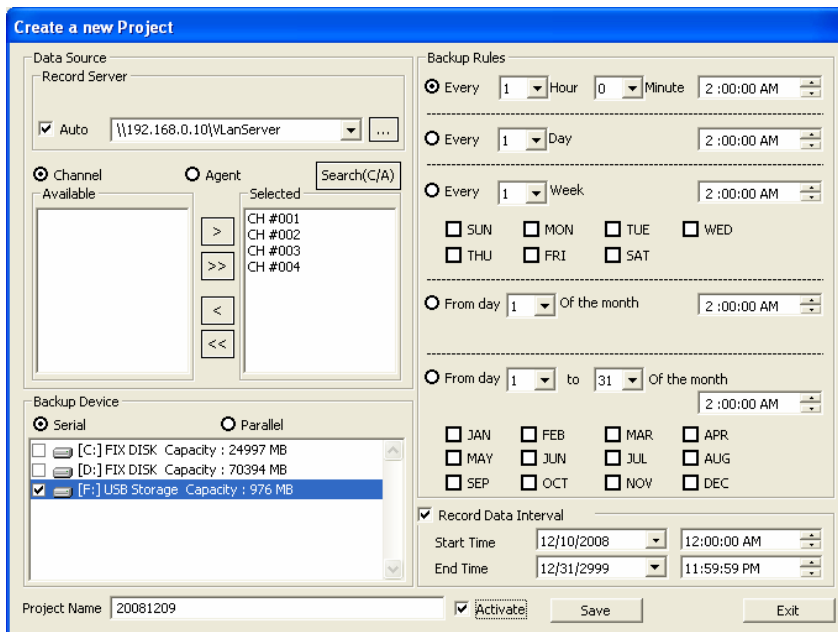 Create a new Project
Data Source
Record Server
Auto \\192.168.0.10\VLanServer ...
Channel Agent Search(C/A)
Available Selected
CH #001
CH #002
CH #003
CH #004
>
>>
<
<<
Backup Device
Serial Parallel
[C:] FIX DISK Capacity : 24997 MB
[D:] FIX DISK Capacity : 70394 MB
[F:] USB Storage Capacity : 976 MB
Backup Rules
Every 1 Hour 0 Minute 2 :00:00 AM
Every 1 Day 2 :00:00 AM
Every 1 Week 2 :00:00 AM
SUN MON TUE WED
THU FRI SAT
From day 1 Of the month 2 :00:00 AM
From day 1 to 31 Of the month
2 :00:00 AM
JAN FEB MAR APR
MAY JUN JUL AUG
SEP OCT NOV DEC
Record Data Interval
Start Time 12/10/2008 12:00:00 AM
End Time 12/31/2999 11:59:59 PM
Project Name 20081209 Activate Save Exit